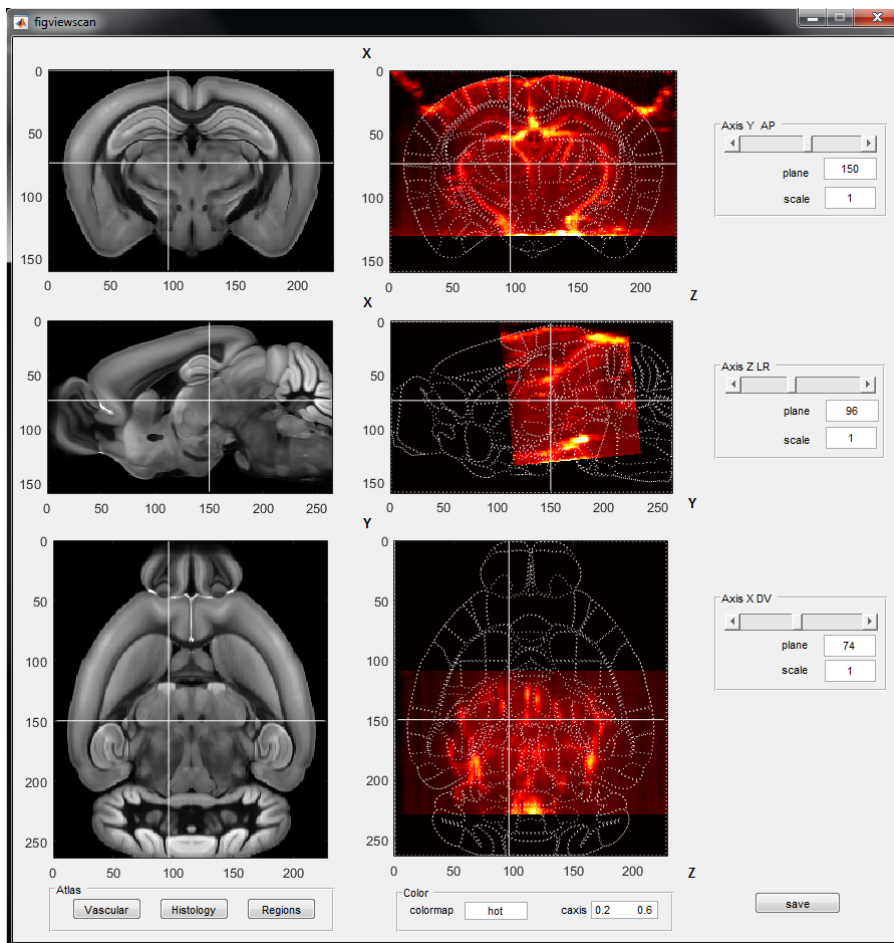 figviewscan
X
0
50
100
150
0 50 100 150 200
0
50
100
150
0 50 100 150 200
Z
Axis Y AP
plane 150
scale 1
X
0
50
100
150
0 50 100 150 200 250
0
50
100
150
0 50 100 150 200 250
Y
Axis Z LR
plane 96
scale 1
Y
0
50
100
150
200
250
0 50 100 150 200
0
50
100
150
200
250
0 50 100 150 200
Z
Axis X DV
plane 74
scale 1
Atlas
Vascular Histology Regions
Color
colormap hot caxis 0.2 0.6
save